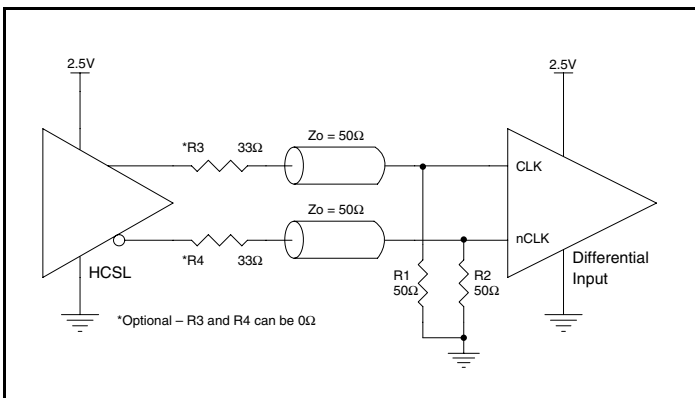 2.5V
2.5V
*R3 33Ω
Zo = 50Ω
CLK
Zo = 50Ω
nCLK
*R4 33Ω
HCSL
R1
50Ω
R2
50Ω
Differential
Input
*Optional – R3 and R4 can be 0Ω